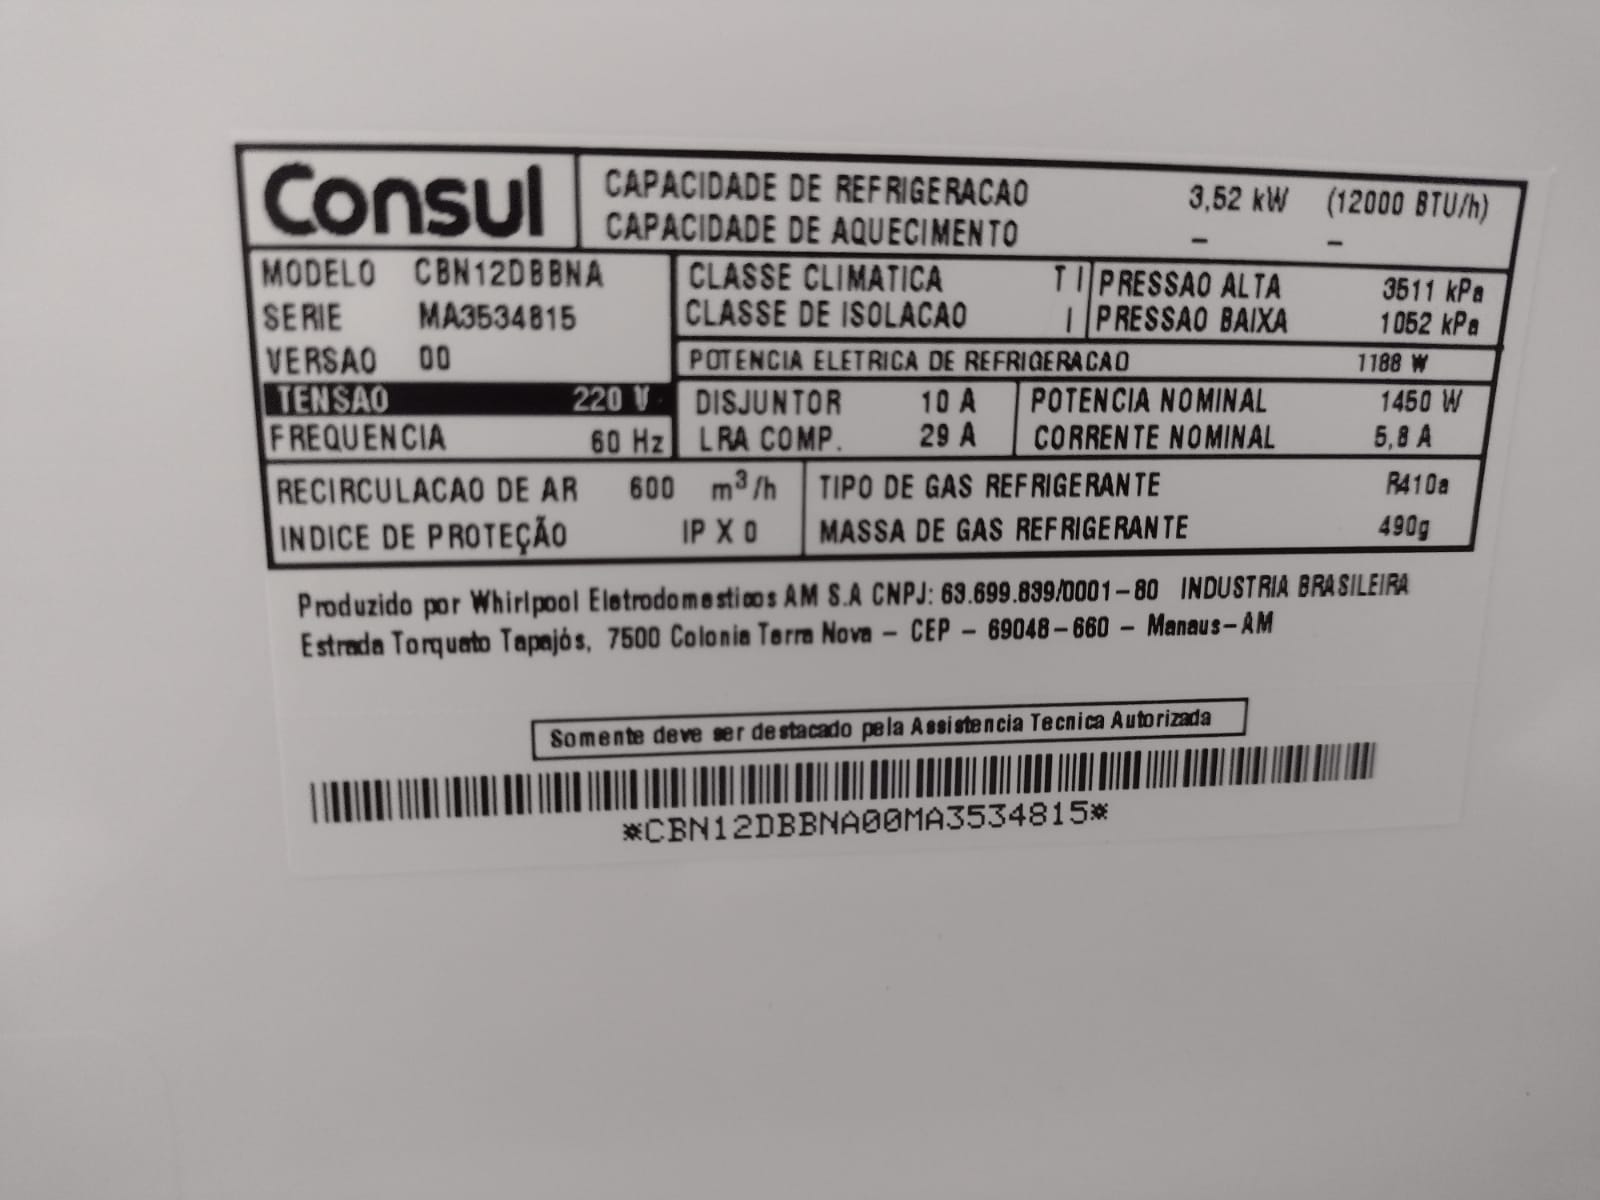 Consul
CAPACIDADE DE REFRIGERACAO 3,52 kW (12000 BTU/h)
CAPACIDADE DE AQUECIMENTO – –
MODELO CBN12DBBNA
SERIE MA3534815
VERSAO 00
TENSAO 220 V
FREQUENCIA 60 Hz
CLASSE CLIMATICA T I
CLASSE DE ISOLACAO I
PRESSAO ALTA 3511 kPa
PRESSAO BAIXA 1052 kPa
POTENCIA ELETRICA DE REFRIGERACAO 1188 W
DISJUNTOR 10 A
LRA COMP. 29 A
POTENCIA NOMINAL 1450 W
CORRENTE NOMINAL 5,8 A
RECIRCULACAO DE AR 600 m³/h
INDICE DE PROTEÇÃO IP X 0
TIPO DE GAS REFRIGERANTE R410a
MASSA DE GAS REFRIGERANTE 490g
Produzido por Whirlpool Eletrodomesticos AM S.A CNPJ: 63.699.839/0001-80 INDUSTRIA BRASILEIRA
Estrada Torquato Tapajós, 7500 Colonia Terra Nova – CEP – 69048-660 – Manaus-AM
Somente deve ser destacado pela Assistencia Tecnica Autorizada
*CBN12DBBNA00MA3534815*